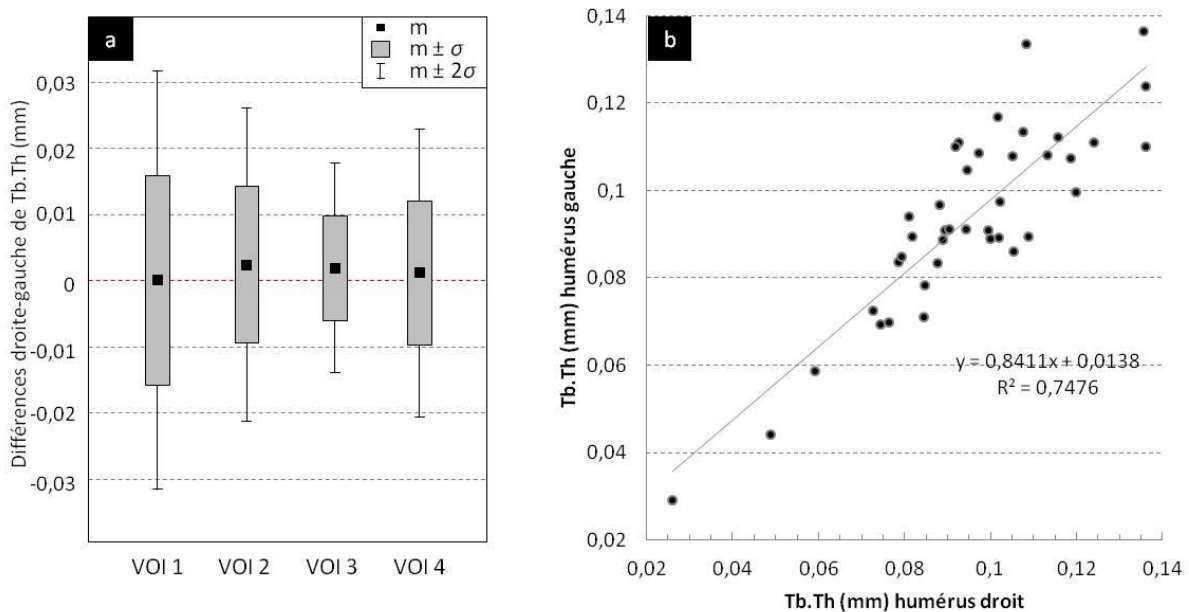 a
m
m ± σ
m ± 2σ
Différences droite-gauche de Tb.Th (mm)
0,03
0,02
0,01
0
-0,01
-0,02
-0,03
VOI 1 VOI 2 VOI 3 VOI 4
b
Tb.Th (mm) humérus gauche
0,14
0,12
0,1
0,08
0,06
0,04
0,02
y = 0,8411x + 0,0138
R² = 0,7476
0,02 0,04 0,06 0,08 0,1 0,12 0,14
Tb.Th (mm) humérus droit